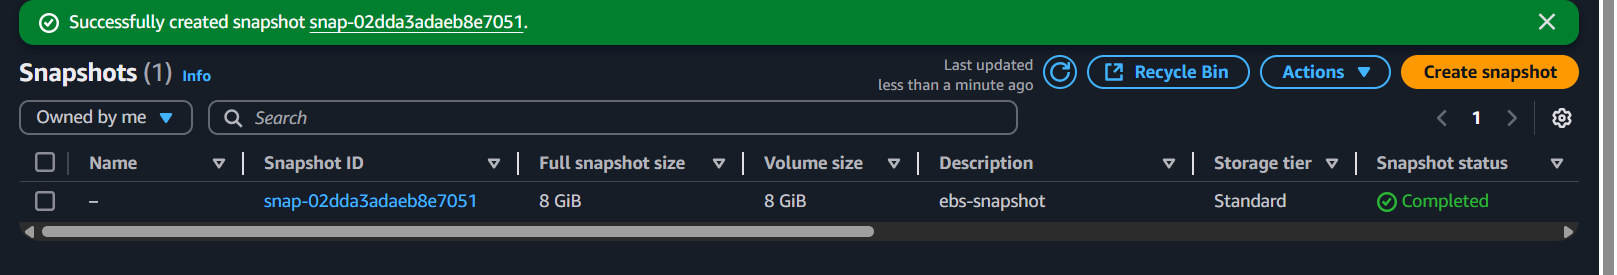 Successfully created snapshot snap-02dda3adaeb8e7051.
Snapshots (1) Info
Last updated
less than a minute ago
Recycle Bin
Actions
Create snapshot
Owned by me
Search
1
Name Snapshot ID Full snapshot size Volume size Description Storage tier Snapshot status
– snap-02dda3adaeb8e7051 8 GiB 8 GiB ebs-snapshot Standard Completed